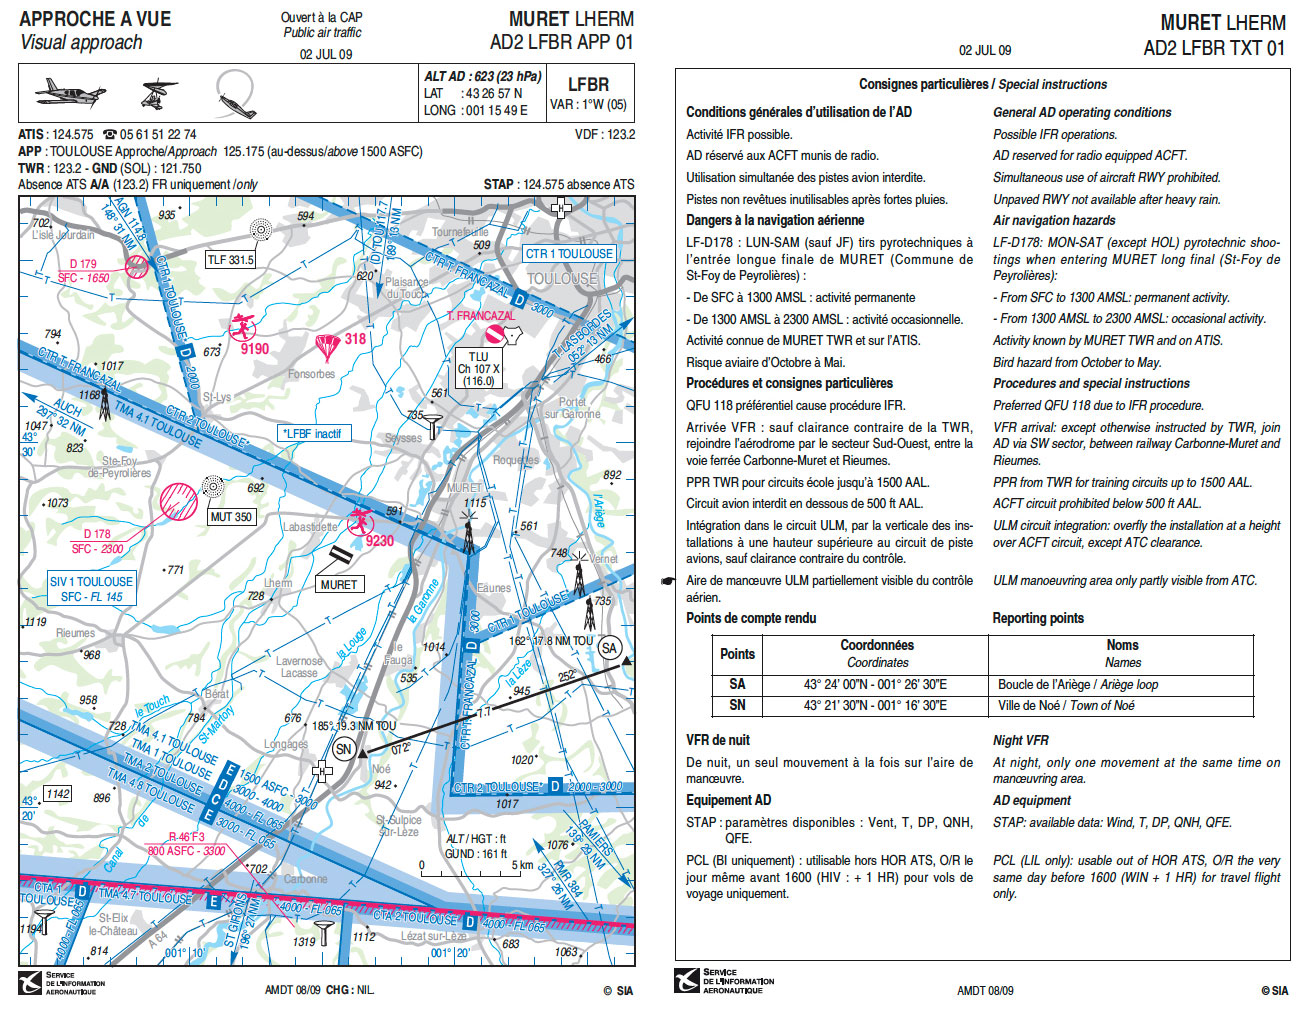 APPROCHE A VUE
Visual approach
Ouvert à la CAP
Public air traffic
02 JUL 09
MURET LHERM
AD2 LFBR APP 01
ALT AD : 623 (23 hPa)
LAT : 43 26 57 N
LONG : 001 15 49 E
LFBR
VAR : 1°W (05)
ATIS : 124.575 ☎ 05 61 51 22 74
VDF : 123.2
APP : TOULOUSE Approche/Approach 125.175 (au-dessus/above 1500 ASFC)
TWR : 123.2 - GND (SOL) : 121.750
Absence ATS A/A (123.2) FR uniquement /only
STAP : 124.575 absence ATS
702
L'Isle Jourdain
AGN 114.8
148° 31 NM
935
594
TLF 331.5
(D) TOU 117.7
189° 13 NM
Tournefeuille
509
CTR 1 TOULOUSE
TOULOUSE
D 179
SFC - 1650
620
Plaisance
du Touch
CTR T. FRANCAZAL
D
3000
CTR 1 TOULOUSE*
D
2000
T. FRANCAZAL
T. LASBORDES
052° 13 NM
794
673
9190
318
TLU
Ch 107 X
(116.0)
466
1017
Fonsorbes
561
CTR T. FRANCAZAL
1168
St-Lys
Portet
sur Garonne
AUCH
297° 32 NM
TMA 4.1 TOULOUSE
CTR 2 TOULOUSE*
735
*LFBF inactif
Seysses
1047
43°
30'
823
Ste-Foy
de-Peyrolières
Roques
692
892
1073
MUT 350
MURET
1115
l'Ariège
Labastidette
591
561
D 178
SFC - 2300
9230
748
Vernet
771
MURET
SIV 1 TOULOUSE
SFC - FL 145
Lherm
728
la Garonne
Eaunes
735
1119
Rieumes
968
3000
D
CTR 1 TOULOUSE*
162° 17.8 NM TOU
SA
la Louge
le
Fauga
1014
Lavernose
Lacasse
535
la Lèze
252°
945
7.7
CTR T. FRANCAZAL
958
le Touch
Bérat
784
St-Martory
728
676
185° 19.3 NM TOU
SN
072°
Longages
TMA 4.1 TOULOUSE
E
1500 ASFC - 3000
TMA 1 TOULOUSE
D
3000 - 4000
TMA 2 TOULOUSE
C
4000 - FL 065
TMA 4.8 TOULOUSE
E
3000 - FL 065
Noé
942
1020
1142
43°
20'
896
CTR 2 TOULOUSE*
D
2000-3000
1017
St-Sulpice
sur-Lèze
Canal
de
R-46 F3
800 ASFC - 3300
ALT / HGT : ft
GUND : 161 ft
0
5 km
1076
PAMIERS
139° 29 NM
PMR 384
327° 26 NM
702
Carbonne
CTA 1
TOULOUSE
D
4000 - FL 065
TMA 4.7 TOULOUSE
E
4000 - FL 065
CTA 2 TOULOUSE
D
4000 - FL 065
1194
St-Elix
le-Château
814
A 64
001° 10'
ST GIRONS
196° 27 NM
1319
1112
Lézat sur-Lèze
001° 20'
683
1063
SERVICE
DE L'INFORMATION
AERONAUTIQUE
AMDT 08/09 CHG : NIL.
© SIA
02 JUL 09
MURET LHERM
AD2 LFBR TXT 01
Consignes particulières / Special instructions
Conditions générales d'utilisation de l'AD
General AD operating conditions
Activité IFR possible.
Possible IFR operations.
AD réservé aux ACFT munis de radio.
AD reserved for radio equipped ACFT.
Utilisation simultanée des pistes avion interdite.
Simultaneous use of aircraft RWY prohibited.
Pistes non revêtues inutilisables après fortes pluies.
Unpaved RWY not available after heavy rain.
Dangers à la navigation aérienne
Air navigation hazards
LF-D178 : LUN-SAM (sauf JF) tirs pyrotechniques à
l'entrée longue finale de MURET (Commune de
St-Foy de Peyrolières) :
LF-D178: MON-SAT (except HOL) pyrotechnic shoo-
tings when entering MURET long final (St-Foy de
Peyrolières):
- De SFC à 1300 AMSL : activité permanente
- From SFC to 1300 AMSL: permanent activity.
- De 1300 AMSL à 2300 AMSL : activité occasionnelle.
- From 1300 AMSL to 2300 AMSL: occasional activity.
Activité connue de MURET TWR et sur l'ATIS.
Activity known by MURET TWR and on ATIS.
Risque aviaire d'Octobre à Mai.
Bird hazard from October to May.
Procédures et consignes particulières
Procedures and special instructions
QFU 118 préférentiel cause procédure IFR.
Preferred QFU 118 due to IFR procedure.
Arrivée VFR : sauf clairance contraire de la TWR,
rejoindre l'aérodrome par le secteur Sud-Ouest, entre la
voie ferrée Carbonne-Muret et Rieumes.
VFR arrival: except otherwise instructed by TWR, join
AD via SW sector, between railway Carbonne-Muret and
Rieumes.
PPR TWR pour circuits école jusqu'à 1500 AAL.
PPR from TWR for training circuits up to 1500 AAL.
Circuit avion interdit en dessous de 500 ft AAL.
ACFT circuit prohibited below 500 ft AAL.
Intégration dans le circuit ULM, par la verticale des ins-
tallations à une hauteur supérieure au circuit de piste
avions, sauf clairance contraire du contrôle.
ULM circuit integration: overfly the installation at a height
over ACFT circuit, except ATC clearance.
Aire de manœuvre ULM partiellement visible du contrôle
aérien.
ULM manoeuvring area only partly visible from ATC.
Points de compte rendu
Reporting points
Points
Coordonnées
Coordinates
Noms
Names
SA
43° 24' 00"N - 001° 26' 30"E
Boucle de l'Ariège / Ariège loop
SN
43° 21' 30"N - 001° 16' 30"E
Ville de Noé / Town of Noé
VFR de nuit
Night VFR
De nuit, un seul mouvement à la fois sur l'aire de
manœuvre.
At night, only one movement at the same time on
manœuvring area.
Equipement AD
AD equipment
STAP : paramètres disponibles : Vent, T, DP, QNH,
QFE.
STAP: available data: Wind, T, DP, QNH, QFE.
PCL (BI uniquement) : utilisable hors HOR ATS, O/R le
jour même avant 1600 (HIV : + 1 HR) pour vols de
voyage uniquement.
PCL (LIL only): usable out of HOR ATS, O/R the very
same day before 1600 (WIN + 1 HR) for travel flight
only.
SERVICE
DE L'INFORMATION
AERONAUTIQUE
AMDT 08/09
© SIA